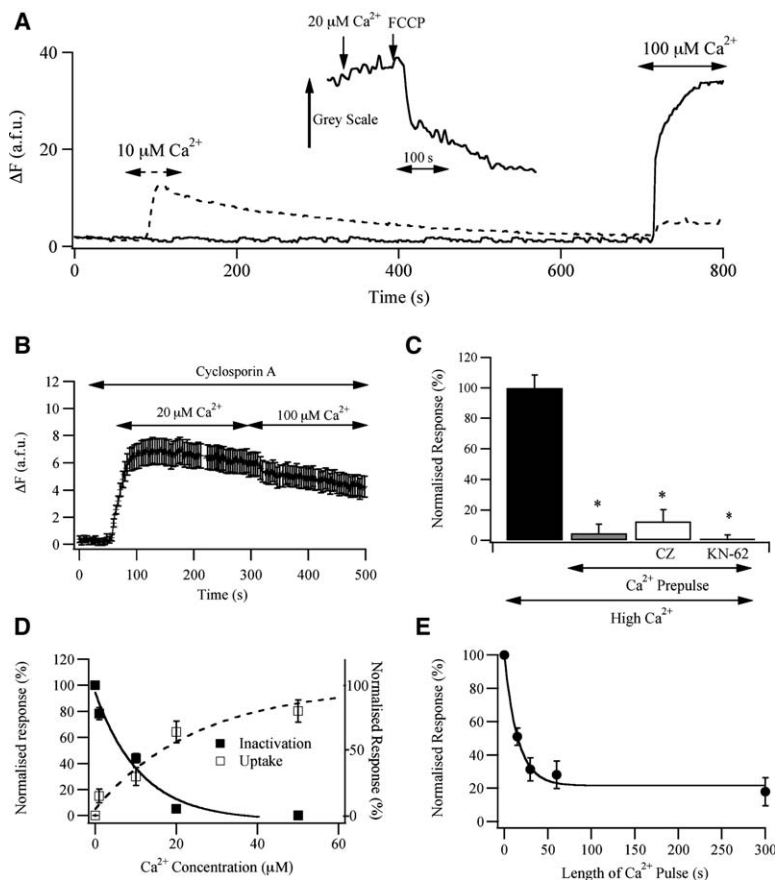 A
20 μM Ca²⁺ FCCP
100 μM Ca²⁺
Grey Scale
10 μM Ca²⁺
100 s
ΔF (a.f.u.)
40
20
0
0 200 400 600 800
Time (s)
B
Cyclosporin A
20 μM Ca²⁺ 100 μM Ca²⁺
ΔF (a.f.u.)
12
10
8
6
4
2
0
0 100 200 300 400 500
Time (s)
C
Normalised Response (%)
120
100
80
60
40
20
0
* * *
CZ KN-62
Ca²⁺ Prepulse
High Ca²⁺
D
Normalised response (%)
120
100
80
60
40
20
0
Inactivation
Uptake
100
50
0
Normalised Response (%)
0 20 40 60
Ca²⁺ Concentration (μM)
E
Normalised Response (%)
100
80
60
40
20
0
0 50 100 150 200 250 300
Length of Ca²⁺ Pulse (s)